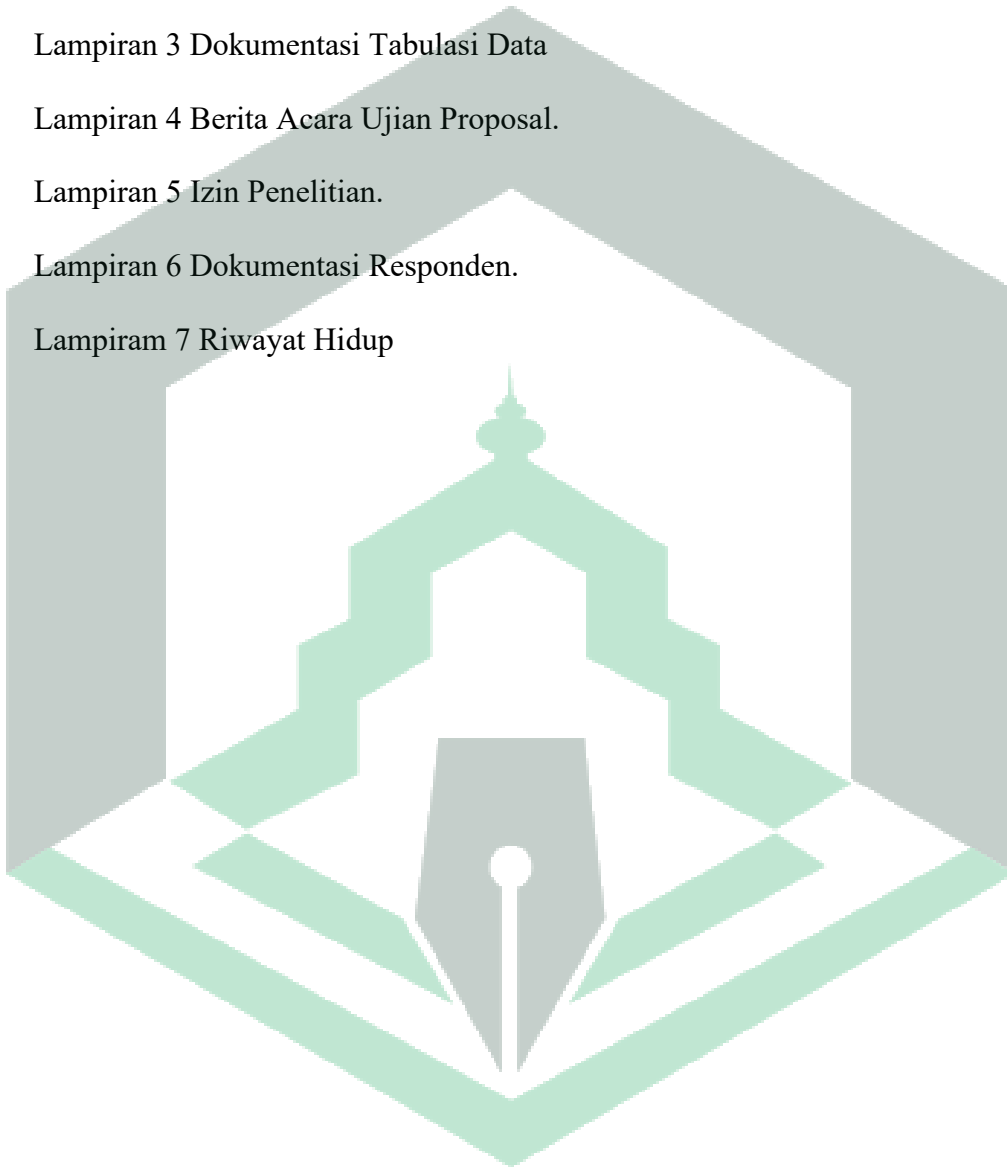 Lampiran 3 Dokumentasi Tabulasi Data
Lampiran 4 Berita Acara Ujian Proposal.
Lampiran 5 Izin Penelitian.
Lampiran 6 Dokumentasi Responden.
Lampiram 7 Riwayat Hidup